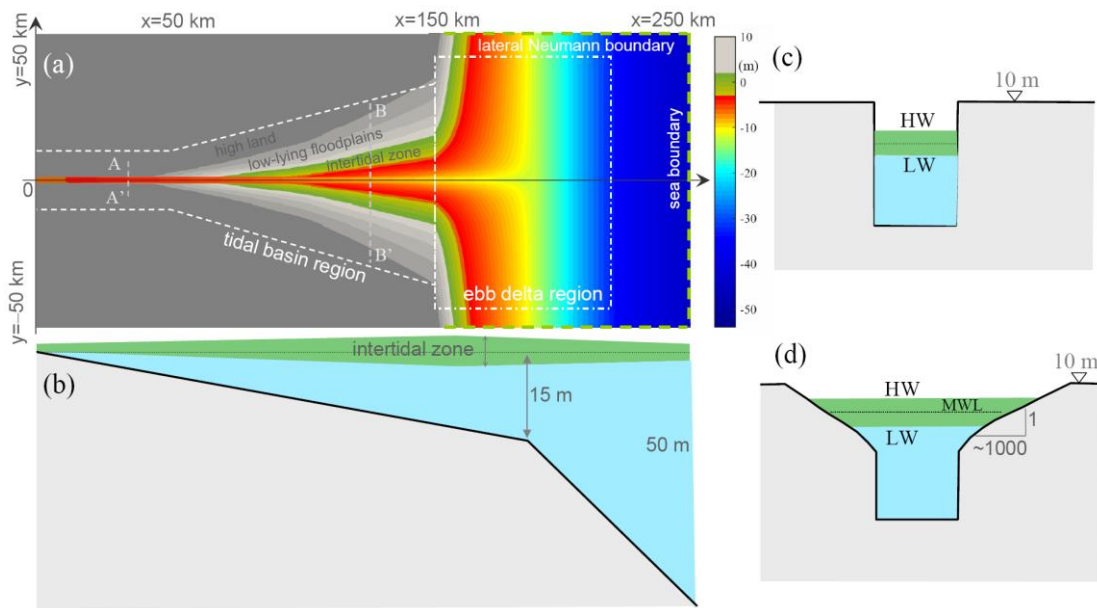 x=50 km
x=150 km
x=250 km
y=50 km
(a)
lateral Neumann boundary
10
(m)
0
-10
-20
-30
-40
-50
B
high land
low-lying floodplains
intertidal zone
A
0
A'
B'
sea boundary
tidal basin region
ebb delta region
y=-50 km
(b)
intertidal zone
15 m
50 m
(c)
10 m
HW
LW
(d)
10 m
HW
MWL
LW
1
~1000